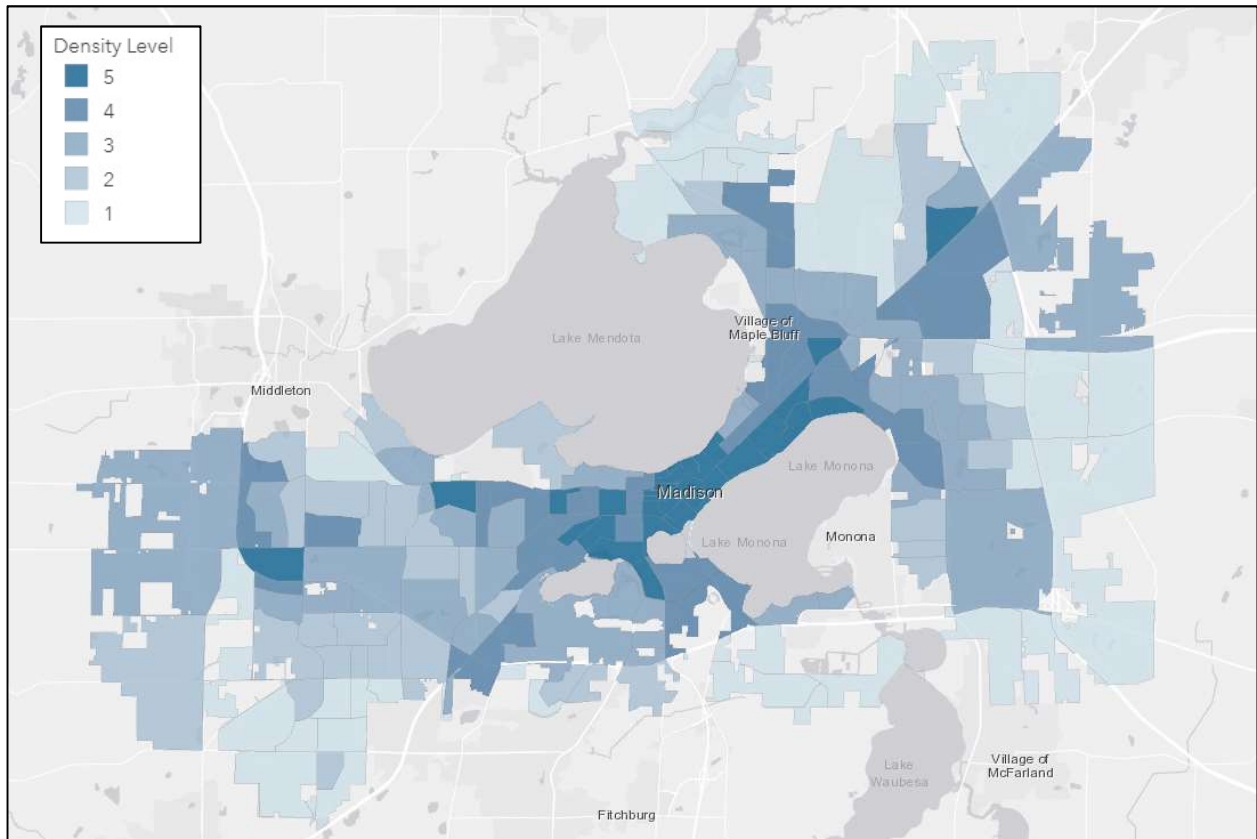 Density Level
5
4
3
2
1
Lake Mendota
Village of
Maple Bluff
Middleton
Lake Monona
Madison
Lake Monona
Monona
Lake
Waubesa
Village of
McFarland
Fitchburg